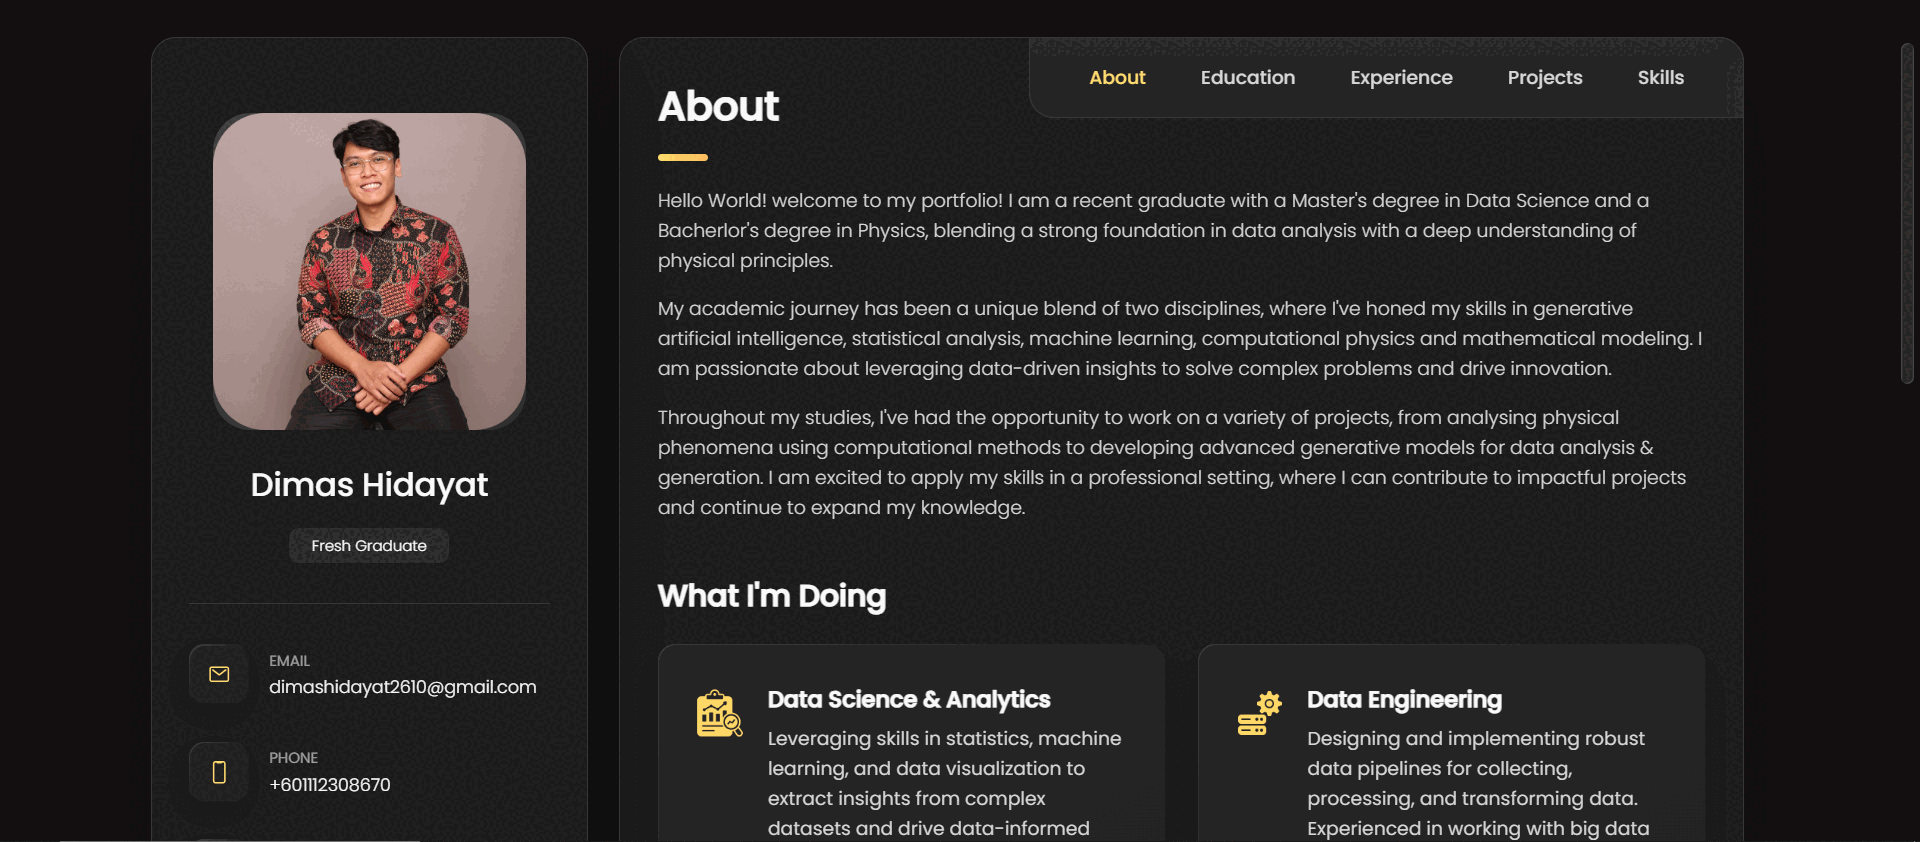 Dimas Hidayat
Fresh Graduate
EMAIL
dimashidayat2610@gmail.com
PHONE
+601112308670
About
Education
Experience
Projects
Skills
About
Hello World! welcome to my portfolio! I am a recent graduate with a Master's degree in Data Science and a
Bacherlor's degree in Physics, blending a strong foundation in data analysis with a deep understanding of
physical principles.
My academic journey has been a unique blend of two disciplines, where I've honed my skills in generative
artificial intelligence, statistical analysis, machine learning, computational physics and mathematical modeling. I
am passionate about leveraging data-driven insights to solve complex problems and drive innovation.
Throughout my studies, I've had the opportunity to work on a variety of projects, from analysing physical
phenomena using computational methods to developing advanced generative models for data analysis &
generation. I am excited to apply my skills in a professional setting, where I can contribute to impactful projects
and continue to expand my knowledge.
What I'm Doing
Data Science & Analytics
Leveraging skills in statistics, machine
learning, and data visualization to
extract insights from complex
datasets and drive data-informed
Data Engineering
Designing and implementing robust
data pipelines for collecting,
processing, and transforming data.
Experienced in working with big data